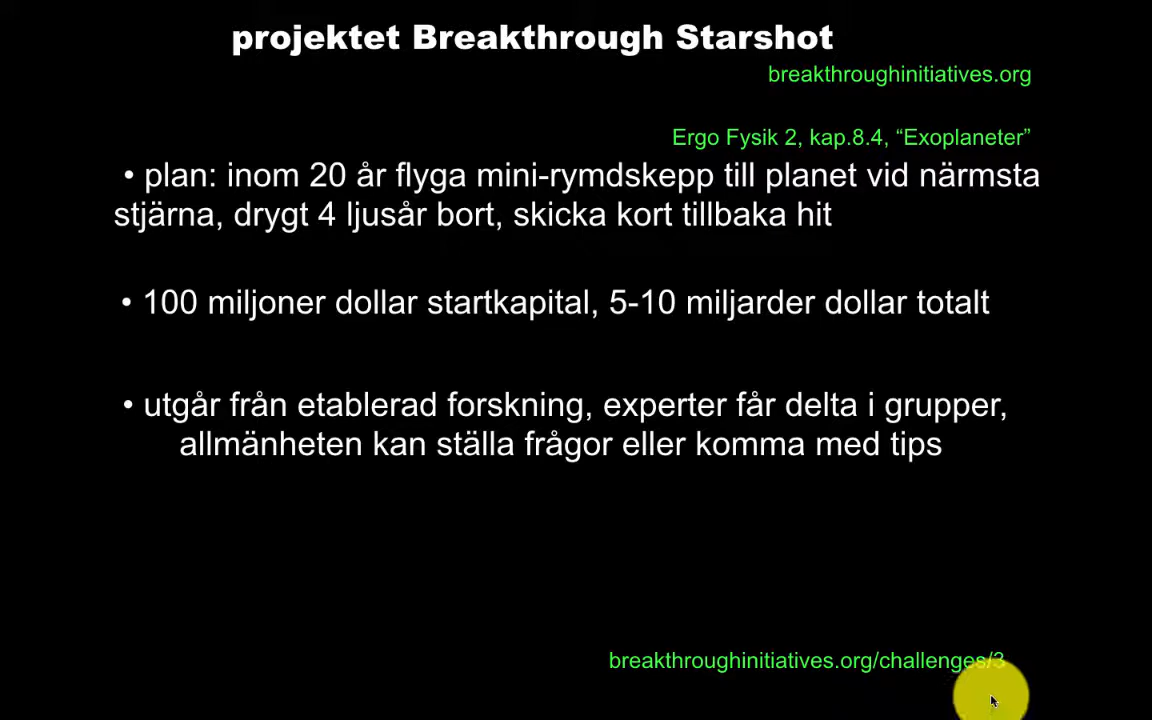 projektet Breakthrough Starshot
breakthroughinitiatives.org
Ergo Fysik 2, kap.8.4, “Exoplaneter”
• plan: inom 20 år flyga mini-rymdskepp till planet vid närmsta
stjärna, drygt 4 ljusår bort, skicka kort tillbaka hit
• 100 miljoner dollar startkapital, 5-10 miljarder dollar totalt
• utgår från etablerad forskning, experter får delta i grupper,
allmänheten kan ställa frågor eller komma med tips
breakthroughinitiatives.org/challenges/3